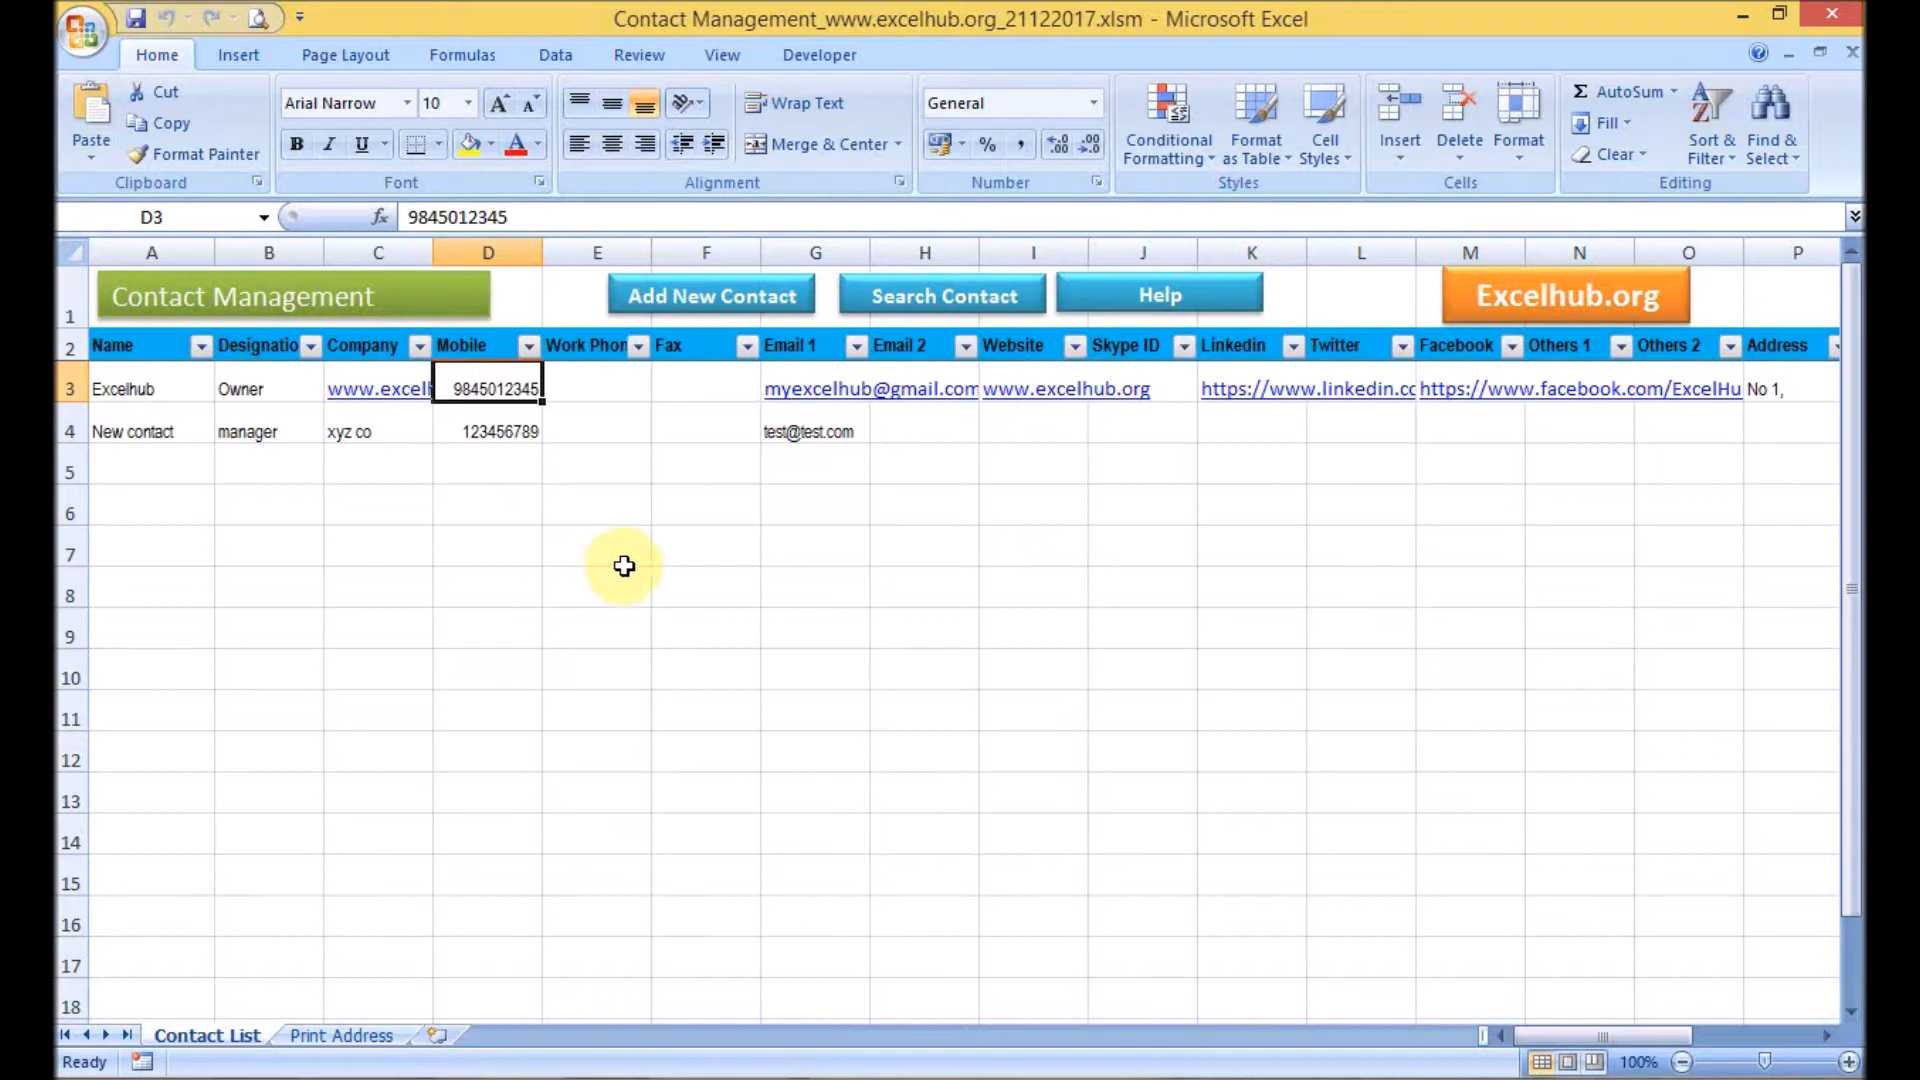 Contact Management_www.excelhub.org_21122017.xlsm - Microsoft Excel
Home Insert Page Layout Formulas Data Review View Developer
Paste Cut Copy Format Painter Clipboard
Arial Narrow 10 B I U A Font
Wrap Text Merge & Center Alignment
General % , Number
Conditional Formatting Format as Table Cell Styles Styles
Insert Delete Format Cells
Σ AutoSum Fill Clear Sort & Filter Find & Select Editing
D3 fx 9845012345
A B C D E F G H I J K L M N O P
1 Contact Management Add New Contact Search Contact Help Excelhub.org
2 Name Designatio Company Mobile Work Phon Fax Email 1 Email 2 Website Skype ID Linkedin Twitter Facebook Others 1 Others 2 Address
3 Excelhub Owner www.excel 9845012345 myexcelhub@gmail.com www.excelhub.org https://www.linkedin.co https://www.facebook.com/ExcelHu No 1,
4 New contact manager xyz co 123456789 test@test.com
5
6
7
8
9
10
11
12
13
14
15
16
17
18
Contact List Print Address
Ready 100%